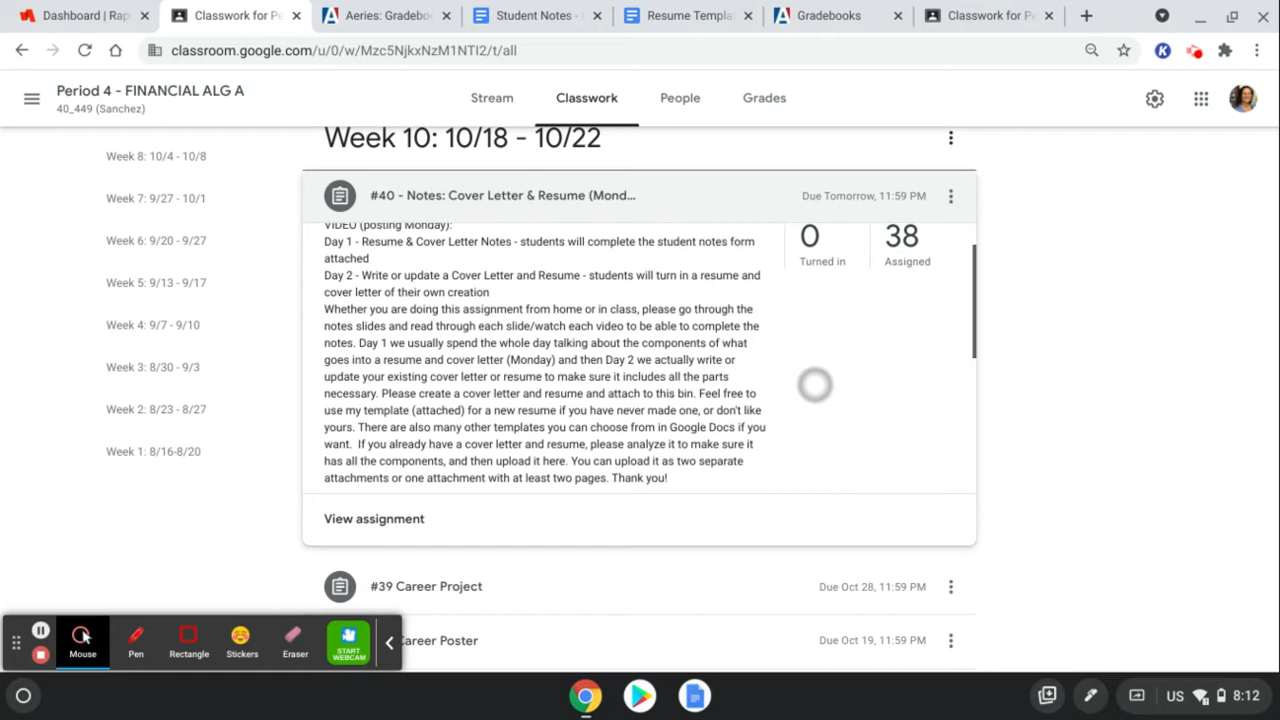 Dashboard | Rap
Classwork for Pe
Aeries: Gradeboo
Student Notes -
Resume Templa
Gradebooks
Classwork for Pe
classroom.google.com/u/0/w/Mzc5NjkxNzM1NTI2/t/all
Period 4 - FINANCIAL ALG A
40_449 (Sanchez)
Stream
Classwork
People
Grades
Week 10: 10/18 - 10/22
Week 8: 10/4 - 10/8
Week 7: 9/27 - 10/1
Week 6: 9/20 - 9/27
Week 5: 9/13 - 9/17
Week 4: 9/7 - 9/10
Week 3: 8/30 - 9/3
Week 2: 8/23 - 8/27
Week 1: 8/16-8/20
#40 - Notes: Cover Letter & Resume (Mond...
Due Tomorrow, 11:59 PM
VIDEO (posting Monday):
Day 1 - Resume & Cover Letter Notes - students will complete the student notes form
attached
Day 2 - Write or update a Cover Letter and Resume - students will turn in a resume and
cover letter of their own creation
Whether you are doing this assignment from home or in class, please go through the
notes slides and read through each slide/watch each video to be able to complete the
notes. Day 1 we usually spend the whole day talking about the components of what
goes into a resume and cover letter (Monday) and then Day 2 we actually write or
update your existing cover letter or resume to make sure it includes all the parts
necessary. Please create a cover letter and resume and attach to this bin. Feel free to
use my template (attached) for a new resume if you have never made one, or don't like
yours. There are also many other templates you can choose from in Google Docs if you
want. If you already have a cover letter and resume, please analyze it to make sure it
has all the components, and then upload it here. You can upload it as two separate
attachments or one attachment with at least two pages. Thank you!
0
Turned in
38
Assigned
View assignment
#39 Career Project
Due Oct 28, 11:59 PM
Career Poster
Due Oct 19, 11:59 PM
Mouse
Pen
Rectangle
Stickers
Eraser
START
WEBCAM
US
8:12